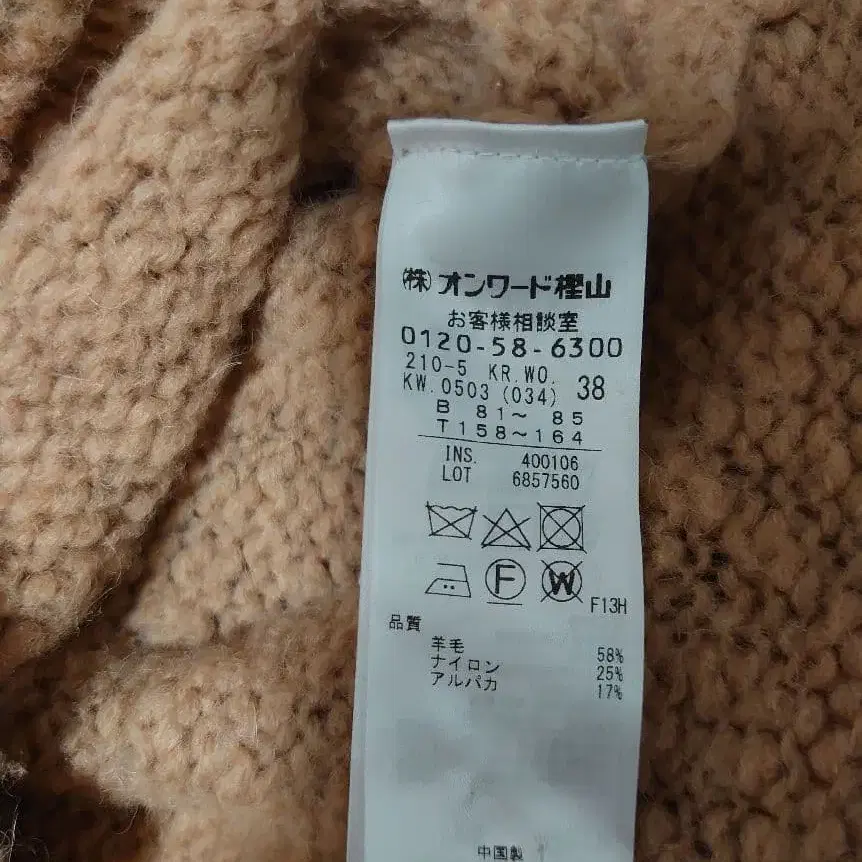 ㈱オンワード樫山
お客様相談室
0120-58-6300
210-5 KR.WO. 38
KW.0503 (034)
B 81～ 85
T158～164
INS. 400106
LOT 6857560
F
W
F13H
品質
羊毛 58%
ナイロン 25%
アルパカ 17%
中国製